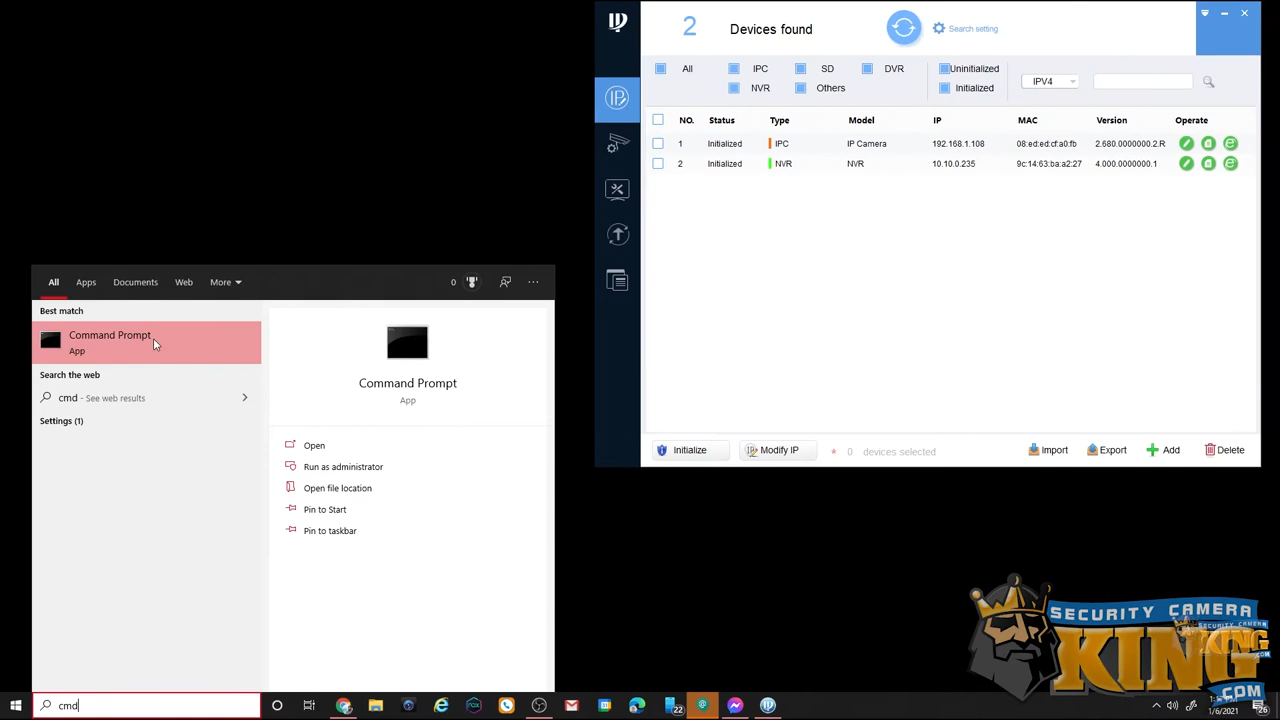 2 Devices found Search setting
All IPC SD DVR Uninitialized
NVR Others Initialized
IPV4
NO. Status Type Model IP MAC Version Operate
1 Initialized IPC IP Camera 192.168.1.108 08:ed:ed:cf:a0:fb 2.680.0000000.2.R
2 Initialized NVR NVR 10.10.0.235 9c:14:63:ba:a2:27 4.000.0000000.1
Initialize Modify IP * 0 devices selected Import Export Add Delete
All Apps Documents Web More 0 ...
Best match
Command Prompt
App
Search the web
cmd - See web results
Settings (1)
Command Prompt
App
Open
Run as administrator
Open file location
Pin to Start
Pin to taskbar
SECURITY CAMERA
KING
.COM
SECURITY CAMERA
KING
.COM
cmd
22
1/6/2021
26